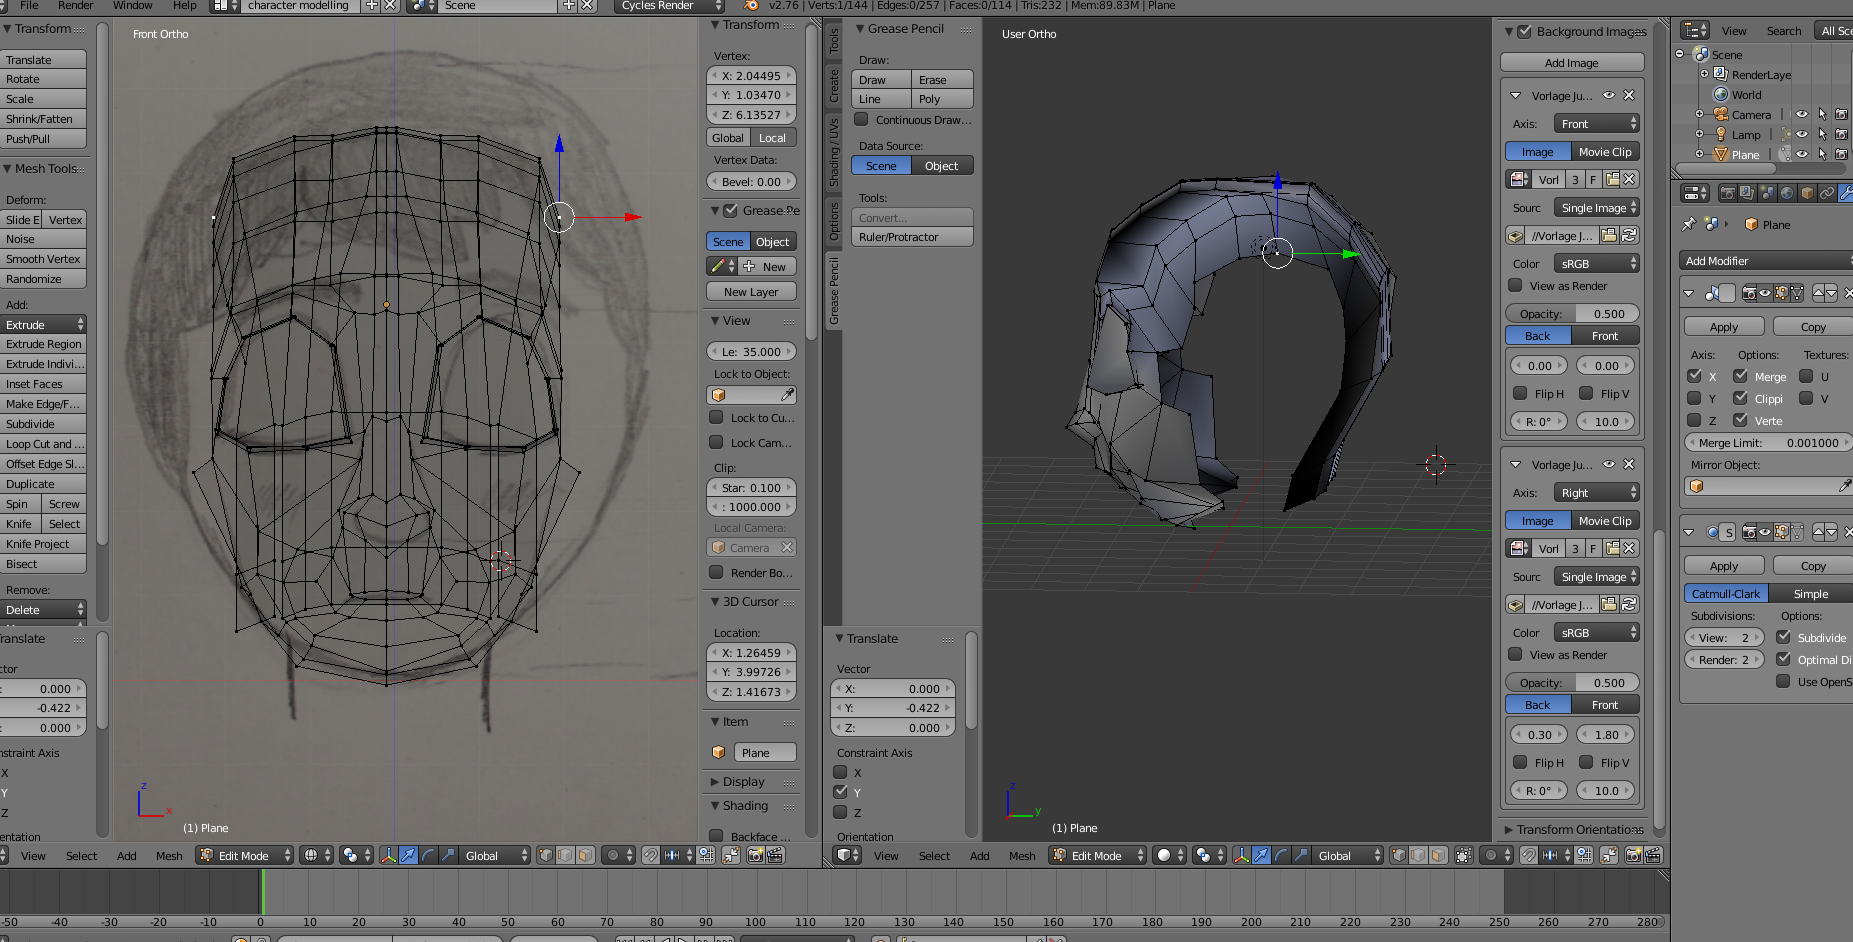 File Render Window Help character modelling Scene Cycles Render v2.76 | Verts:1/144 | Edges:0/257 | Faces:0/114 | Tris:232 | Mem:89.83M | Plane
Transform
Translate
Rotate
Scale
Shrink/Fatten
Push/Pull
Mesh Tools
Deform:
Slide E Vertex
Noise
Smooth Vertex
Randomize
Add:
Extrude
Extrude Region
Extrude Indivi...
Inset Faces
Make Edge/F...
Subdivide
Loop Cut and ...
Offset Edge Sl...
Duplicate
Spin Screw
Knife Select
Knife Project
Bisect
Remove:
Delete
ranslate
ctor
0.000
-0.422
0.000
nstraint Axis
X
Y
Z
entation
Front Ortho
z
x
(1) Plane
Transform
Vertex:
X: 2.04495
Y: 1.03470
Z: 6.13527
Global Local
Vertex Data:
Bevel: 0.00
Grease Pe
Scene Object
New
New Layer
View
Le: 35.000
Lock to Object:
Lock to Cu...
Lock Cam...
Clip:
Star: 0.100
: 1000.000
Local Camera:
Camera
Render Bo...
3D Cursor
Location:
X: 1.26459
Y: 3.99726
Z: 1.41673
Item
Plane
Display
Shading
Backface ...
Tools
Create
Shading / UVs
Options
Grease Pencil
Grease Pencil
Draw:
Draw Erase
Line Poly
Continuous Draw...
Data Source:
Scene Object
Tools:
Convert...
Ruler/Protractor
Translate
Vector
X: 0.000
Y: -0.422
Z: 0.000
Constraint Axis
X
Y
Z
Orientation
User Ortho
z
y
(1) Plane
Background Images
Add Image
Vorlage Ju...
Axis: Front
Image Movie Clip
Vorl 3 F
Sourc Single Image
//Vorlage J...
Color sRGB
View as Render
Opacity: 0.500
Back Front
0.00 0.00
Flip H Flip V
R: 0° 10.0
Vorlage Ju...
Axis: Right
Image Movie Clip
Vorl 3 F
Sourc Single Image
//Vorlage J...
Color sRGB
View as Render
Opacity: 0.500
Back Front
0.30 1.80
Flip H Flip V
R: 0° 10.0
Transform Orientations
View Search All Sce
Scene
RenderLaye
World
Camera
Lamp
Plane
Plane
Add Modifier
Apply Copy
Axis: Options: Textures:
X Merge U
Y Clippi V
Z Verte
Merge Limit: 0.001000
Mirror Object:
S
Apply Copy
Catmull-Clark Simple
Subdivisions: Options:
View: 2 Subdivide
Render: 2 Optimal Di
Use OpenS
View Select Add Mesh Edit Mode Global
View Select Add Mesh Edit Mode Global
-50 -40 -30 -20 -10 0 10 20 30 40 50 60 70 80 90 100 110 120 130 140 150 160 170 180 190 200 210 220 230 240 250 260 270 280